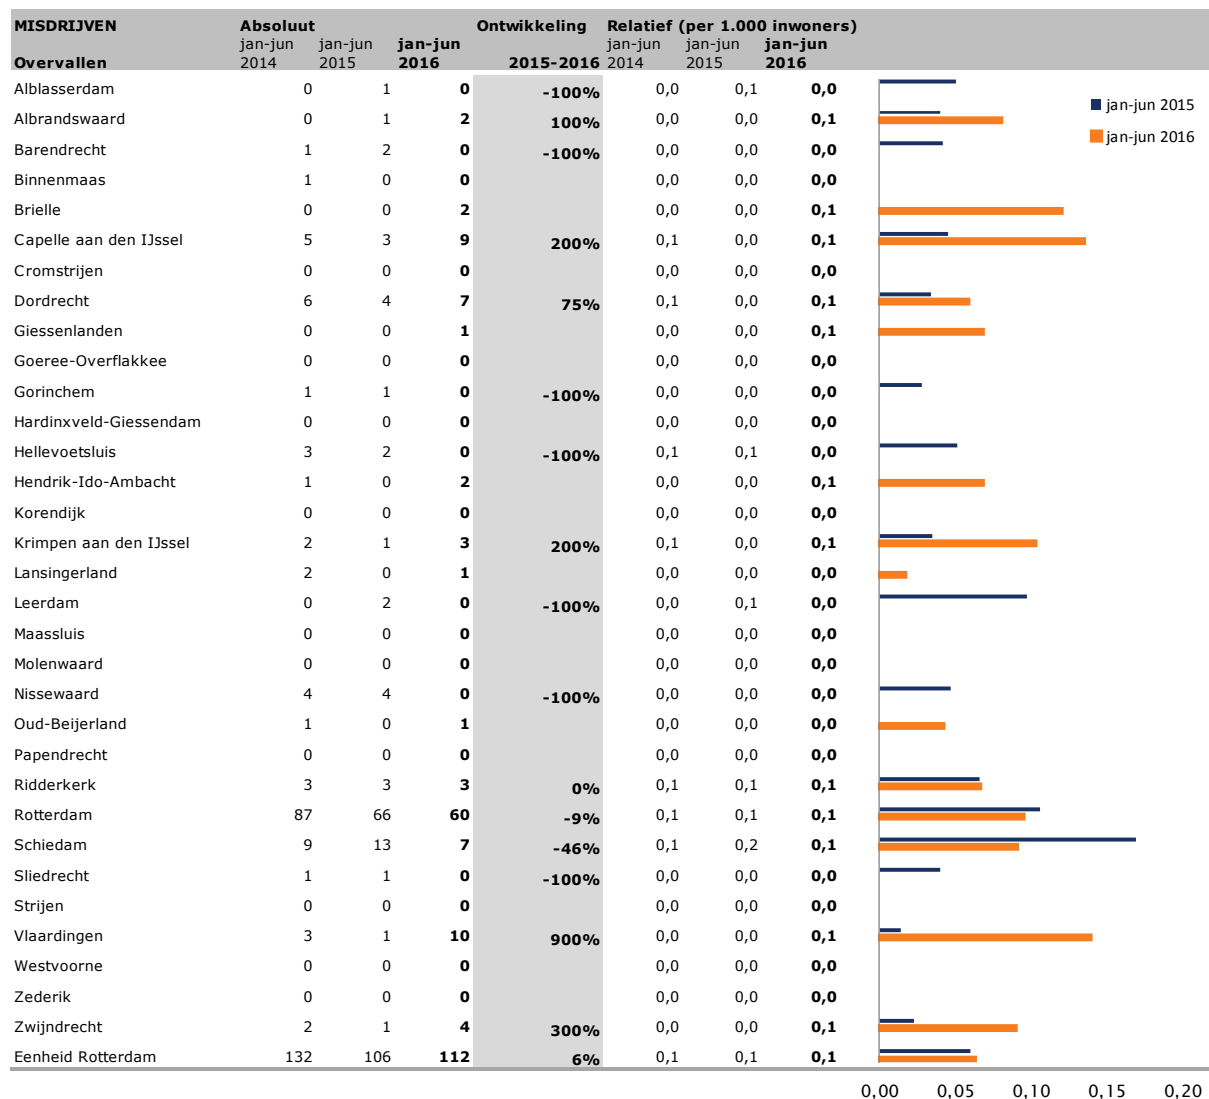 MISDRIJVEN Absoluut Ontwikkeling Relatief (per 1.000 inwoners)
jan-jun jan-jun jan-jun jan-jun jan-jun jan-jun
Overvallen 2014 2015 2016 2015-2016 2014 2015 2016
Alblasserdam 0 1 0 -100% 0,0 0,1 0,0
jan-jun 2015
Albrandswaard 0 1 2 100% 0,0 0,0 0,1
jan-jun 2016
Barendrecht 1 2 0 -100% 0,0 0,0 0,0
Binnenmaas 1 0 0 0,0 0,0 0,0
Brielle 0 0 2 0,0 0,0 0,1
Capelle aan den IJssel 5 3 9 200% 0,1 0,0 0,1
Cromstrijen 0 0 0 0,0 0,0 0,0
Dordrecht 6 4 7 75% 0,1 0,0 0,1
Giessenlanden 0 0 1 0,0 0,0 0,1
Goeree-Overflakkee 0 0 0 0,0 0,0 0,0
Gorinchem 1 1 0 -100% 0,0 0,0 0,0
Hardinxveld-Giessendam 0 0 0 0,0 0,0 0,0
Hellevoetsluis 3 2 0 -100% 0,1 0,1 0,0
Hendrik-Ido-Ambacht 1 0 2 0,0 0,0 0,1
Korendijk 0 0 0 0,0 0,0 0,0
Krimpen aan den IJssel 2 1 3 200% 0,1 0,0 0,1
Lansingerland 2 0 1 0,0 0,0 0,0
Leerdam 0 2 0 -100% 0,0 0,1 0,0
Maassluis 0 0 0 0,0 0,0 0,0
Molenwaard 0 0 0 0,0 0,0 0,0
Nissewaard 4 4 0 -100% 0,0 0,0 0,0
Oud-Beijerland 1 0 1 0,0 0,0 0,0
Papendrecht 0 0 0 0,0 0,0 0,0
Ridderkerk 3 3 3 0% 0,1 0,1 0,1
Rotterdam 87 66 60 -9% 0,1 0,1 0,1
Schiedam 9 13 7 -46% 0,1 0,2 0,1
Sliedrecht 1 1 0 -100% 0,0 0,0 0,0
Strijen 0 0 0 0,0 0,0 0,0
Vlaardingen 3 1 10 900% 0,0 0,0 0,1
Westvoorne 0 0 0 0,0 0,0 0,0
Zederik 0 0 0 0,0 0,0 0,0
Zwijndrecht 2 1 4 300% 0,0 0,0 0,1
Eenheid Rotterdam 132 106 112 6% 0,1 0,1 0,1
0,00 0,05 0,10 0,15 0,20